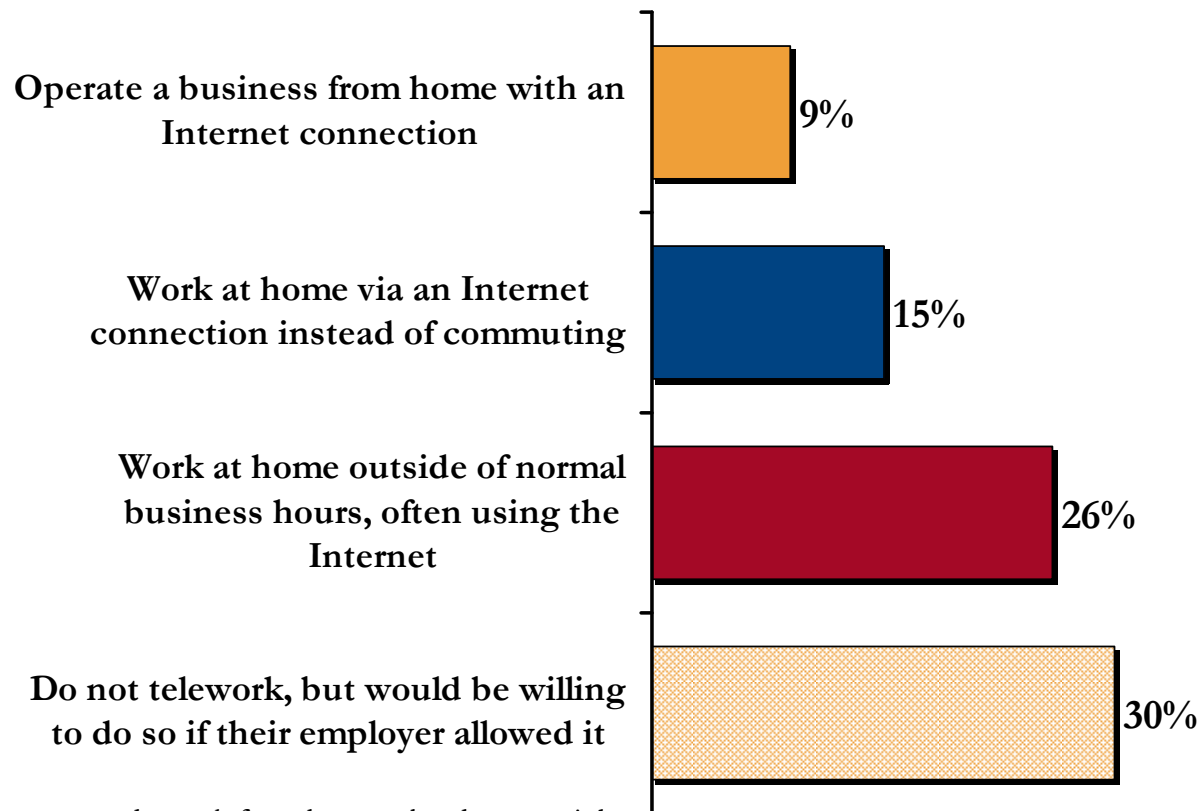 Operate a business from home with an
Internet connection
9%
Work at home via an Internet
connection instead of commuting
15%
Work at home outside of normal
business hours, often using the
Internet
26%
Do not telework, but would be willing
to do so if their employer allowed it
30%